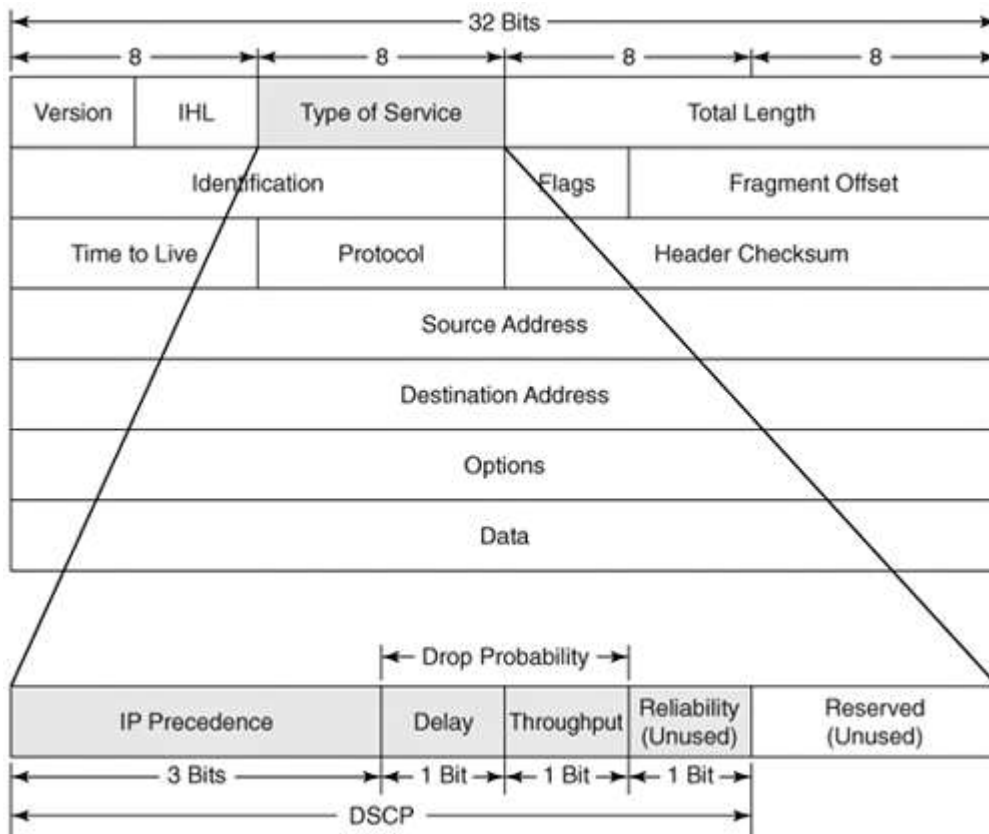 32 Bits
8 8 8 8
Version IHL Type of Service Total Length
Identification Flags Fragment Offset
Time to Live Protocol Header Checksum
Source Address
Destination Address
Options
Data
Drop Probability
IP Precedence Delay Throughput Reliability (Unused) Reserved (Unused)
3 Bits 1 Bit 1 Bit 1 Bit
DSCP